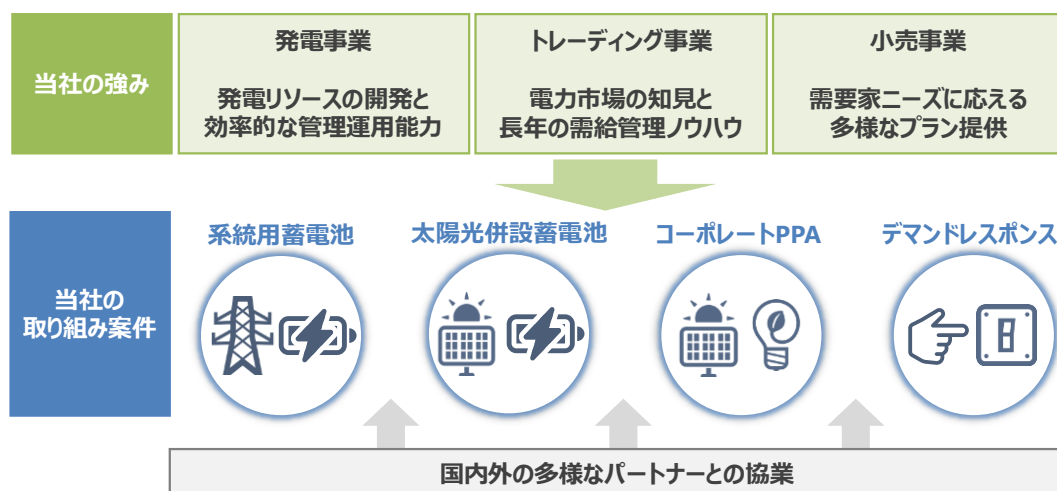 当社の強み
発電事業
発電リソースの開発と
効率的な管理運用能力
トレーディング事業
電力市場の知見と
長年の需給管理ノウハウ
小売事業
需要家ニーズに応える
多様なプラン提供
当社の
取り組み案件
系統用蓄電池
太陽光併設蓄電池
コーポレートPPA
デマンドレスポンス
国内外の多様なパートナーとの協業